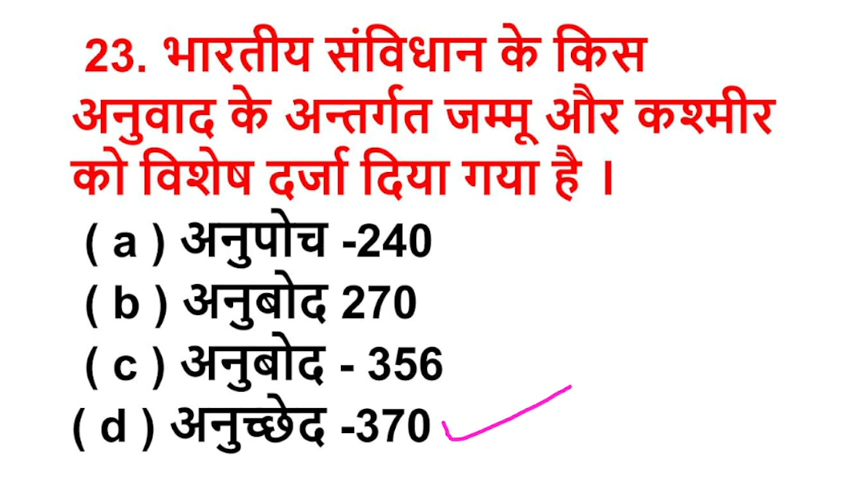 23. भारतीय संविधान के किस
अनुवाद के अन्तर्गत जम्मू और कश्मीर
को विशेष दर्जा दिया गया है ।
( a ) अनुपोच -240
( b ) अनुबोद 270
( c ) अनुबोद - 356
( d ) अनुच्छेद -370